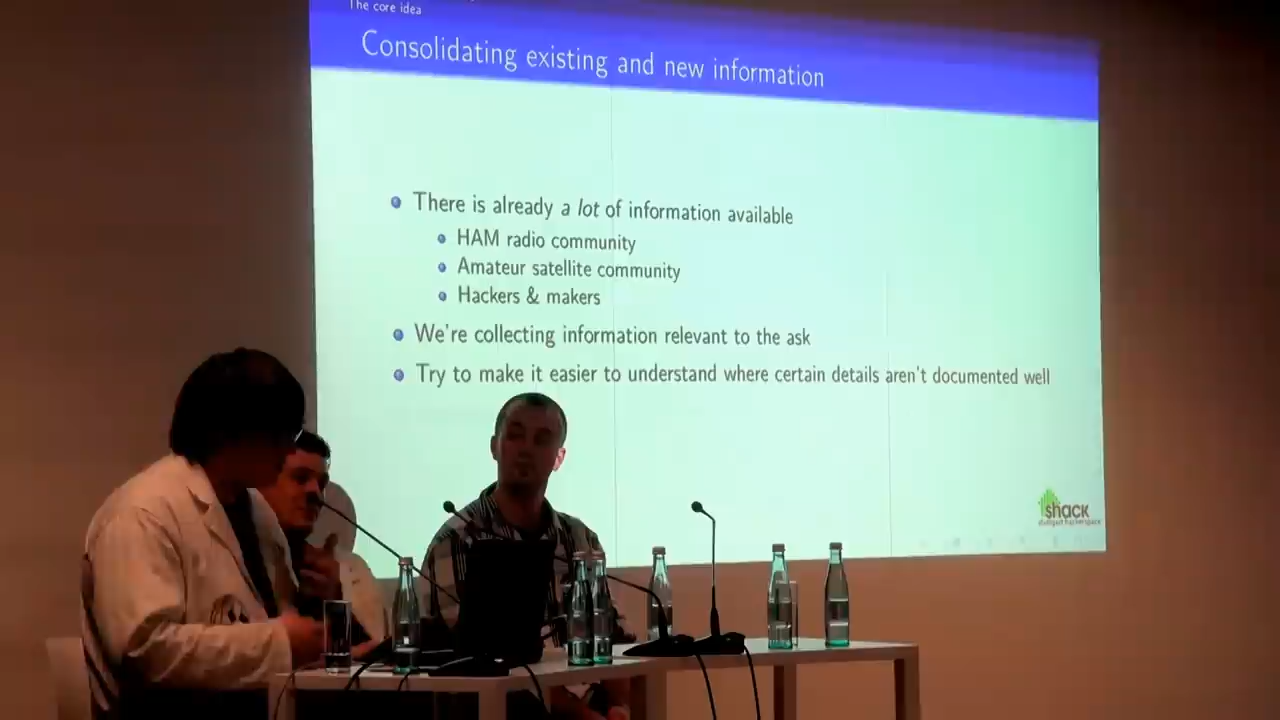 The core idea
Consolidating existing and new information
There is already a lot of information available
HAM radio community
Amateur satellite community
Hackers & makers
We're collecting information relevant to the ask
Try to make it easier to understand where certain details aren't documented well
shack
stuttgart hackerspace